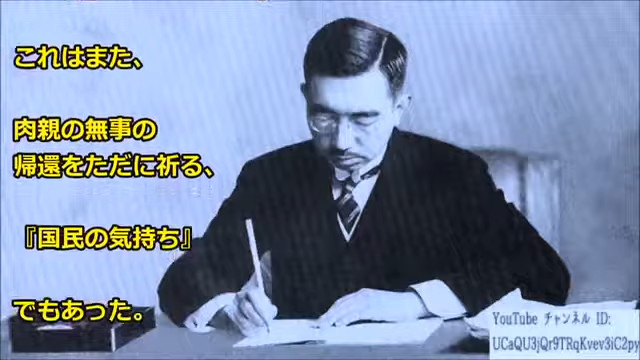 これはまた、
肉親の無事の
帰還をただに祈る、
『国民の気持ち』
でもあった。
YouTube チャンネル ID:
UCaQU3jQr9TRqKvev3iC2py